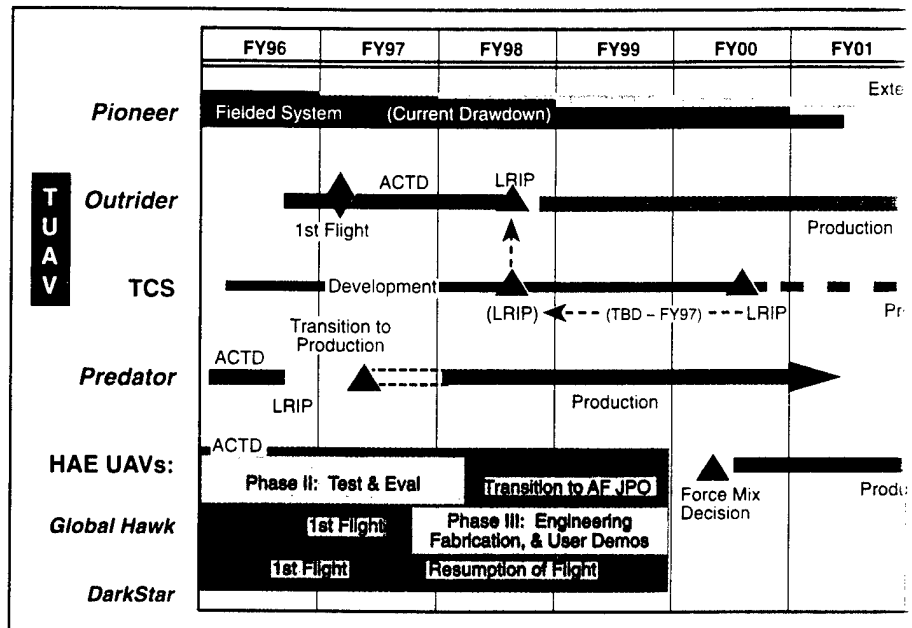 FY96 FY97 FY98 FY99 FY00 FY01
Exte
Pioneer Fielded System (Current Drawdown)
TUAV
ACTD LRIP
Outrider
1st Flight Production
TCS Development
(LRIP) (TBD – FY97) LRIP Pr
Transition to
Production
ACTD
Predator
LRIP Production
ACTD
HAE UAVs:
Phase II: Test & Eval Transition to AF JPO
Force Mix Produ
Decision
Global Hawk 1st Flight Phase III: Engineering
Fabrication, & User Demos
1st Flight Resumption of Flight
DarkStar